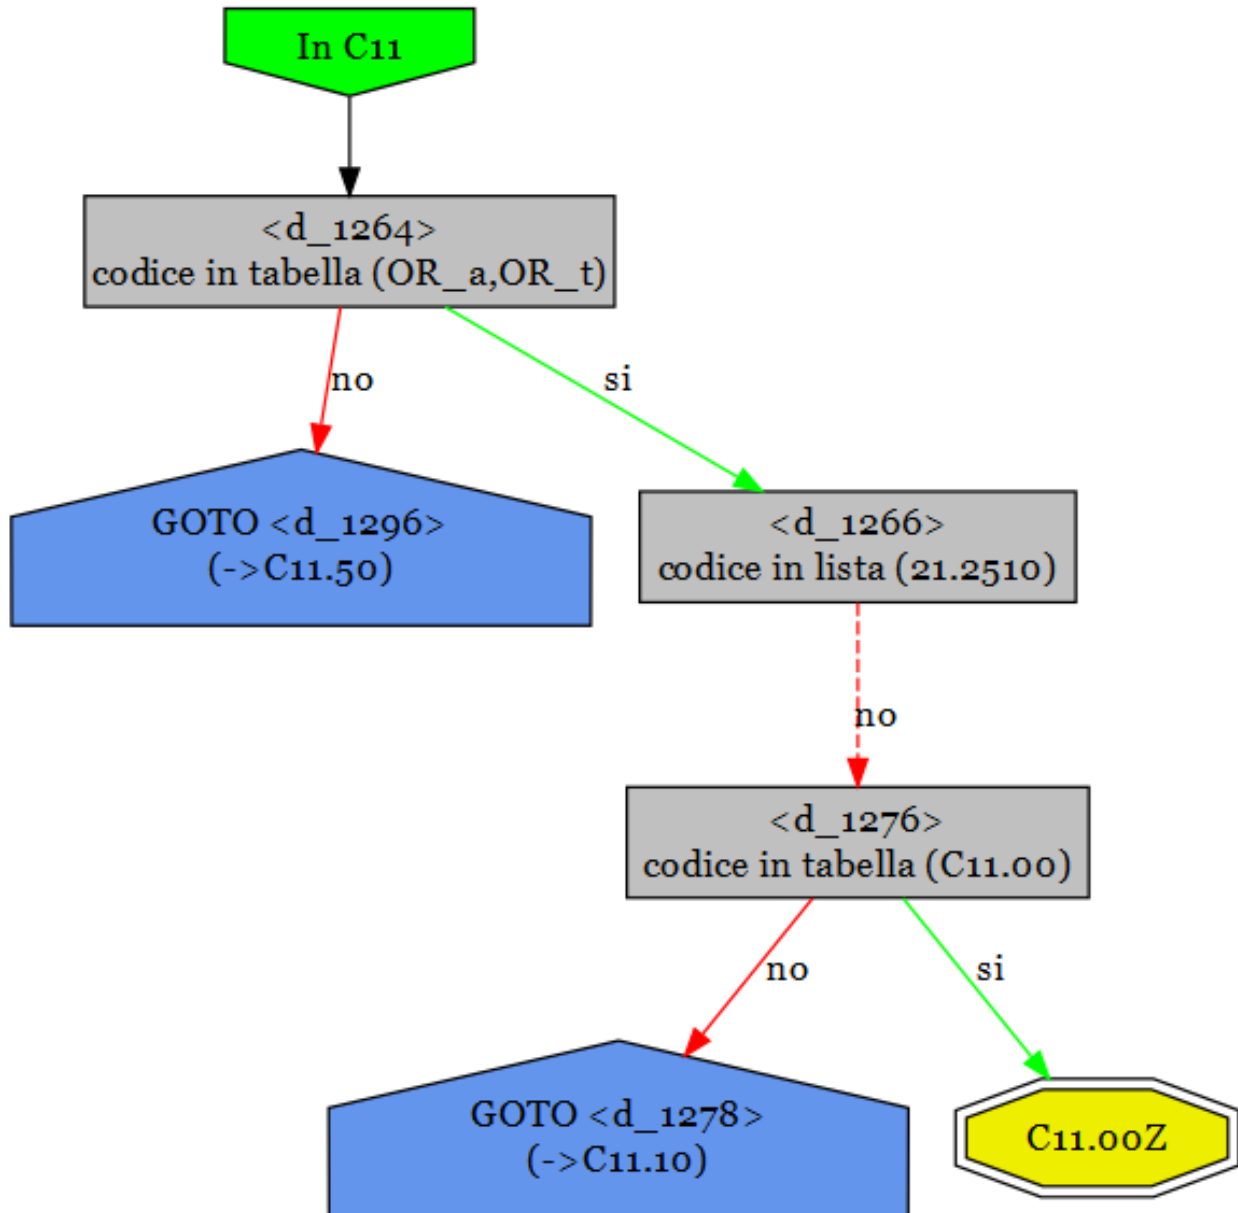 In C11
<d_1264>
codice in tabella (OR_a,OR_t)
no
si
GOTO <d_1296>
(->C11.50)
<d_1266>
codice in lista (21.2510)
no
<d_1276>
codice in tabella (C11.00)
no
si
GOTO <d_1278>
(->C11.10)
C11.00Z